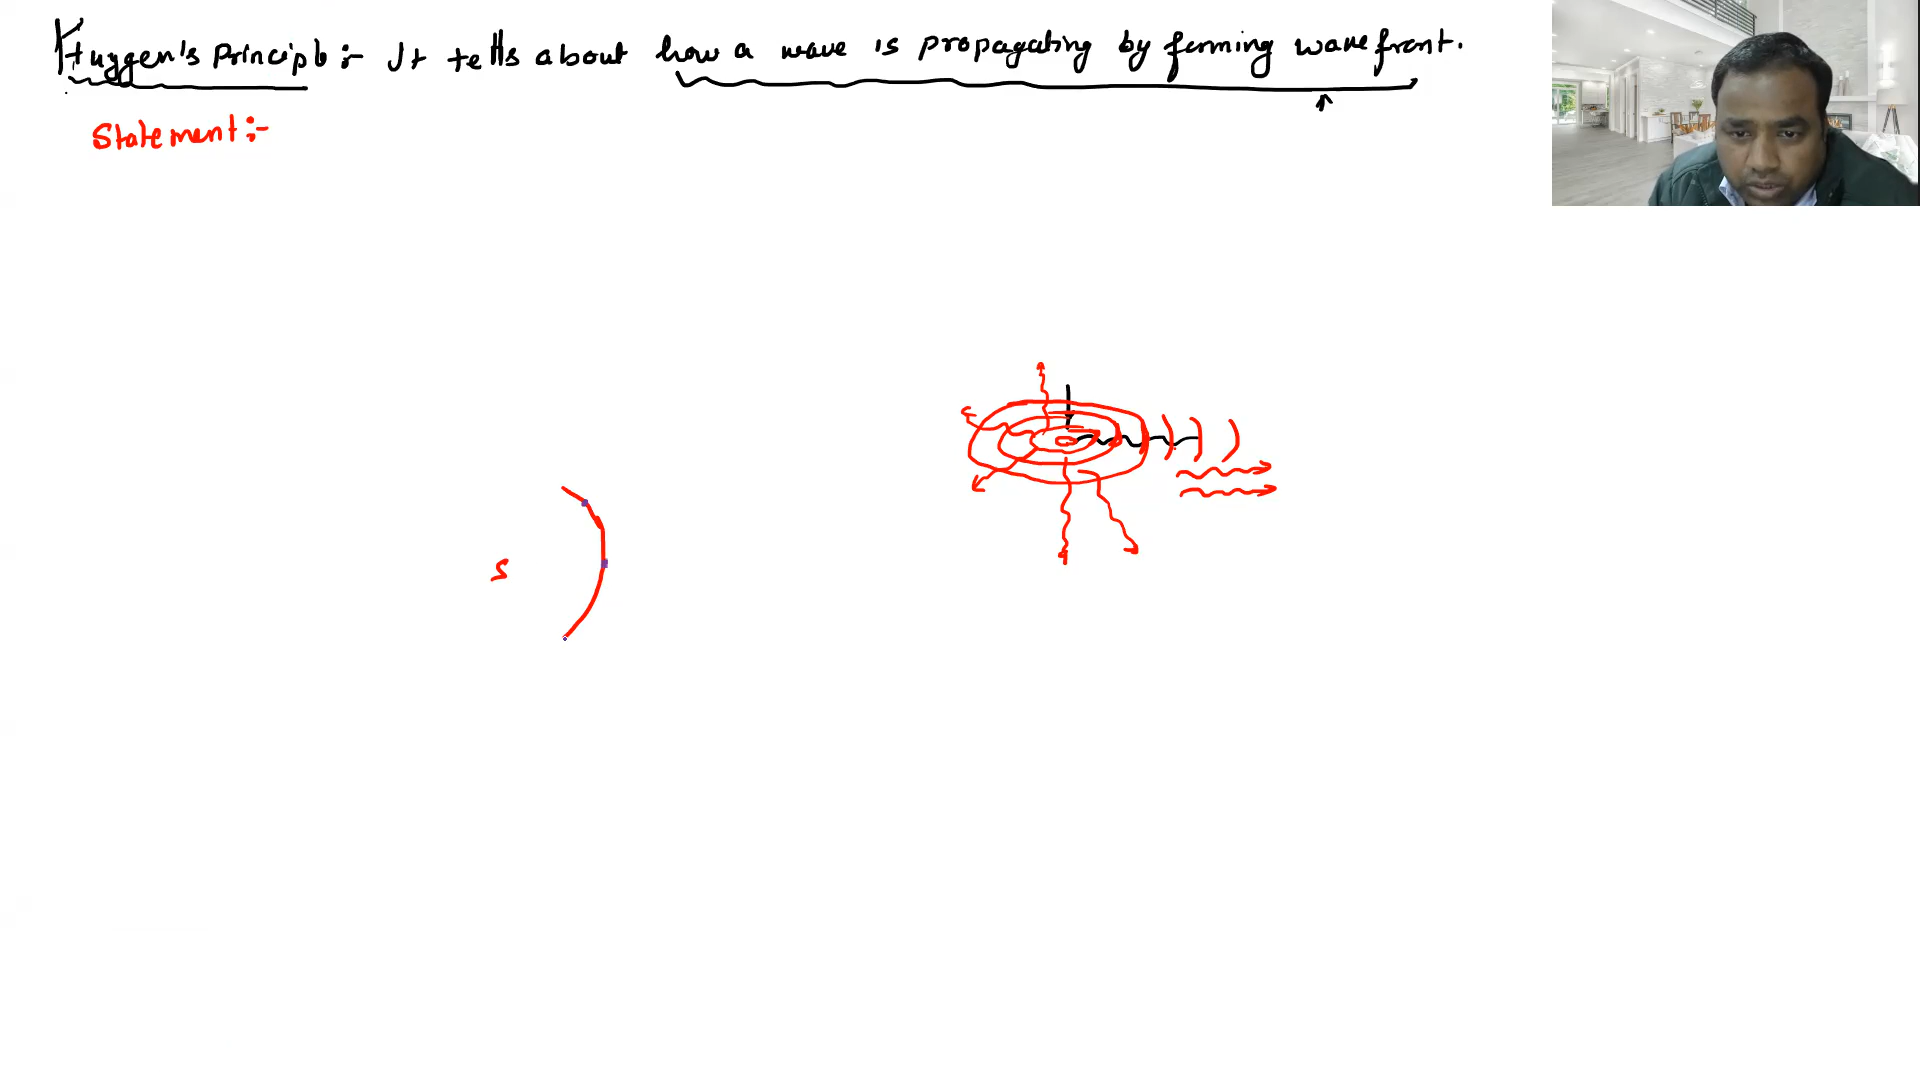 Huygen's Principle :- It tells about how a wave is propagating by forming wavefront.
Statement :-
S